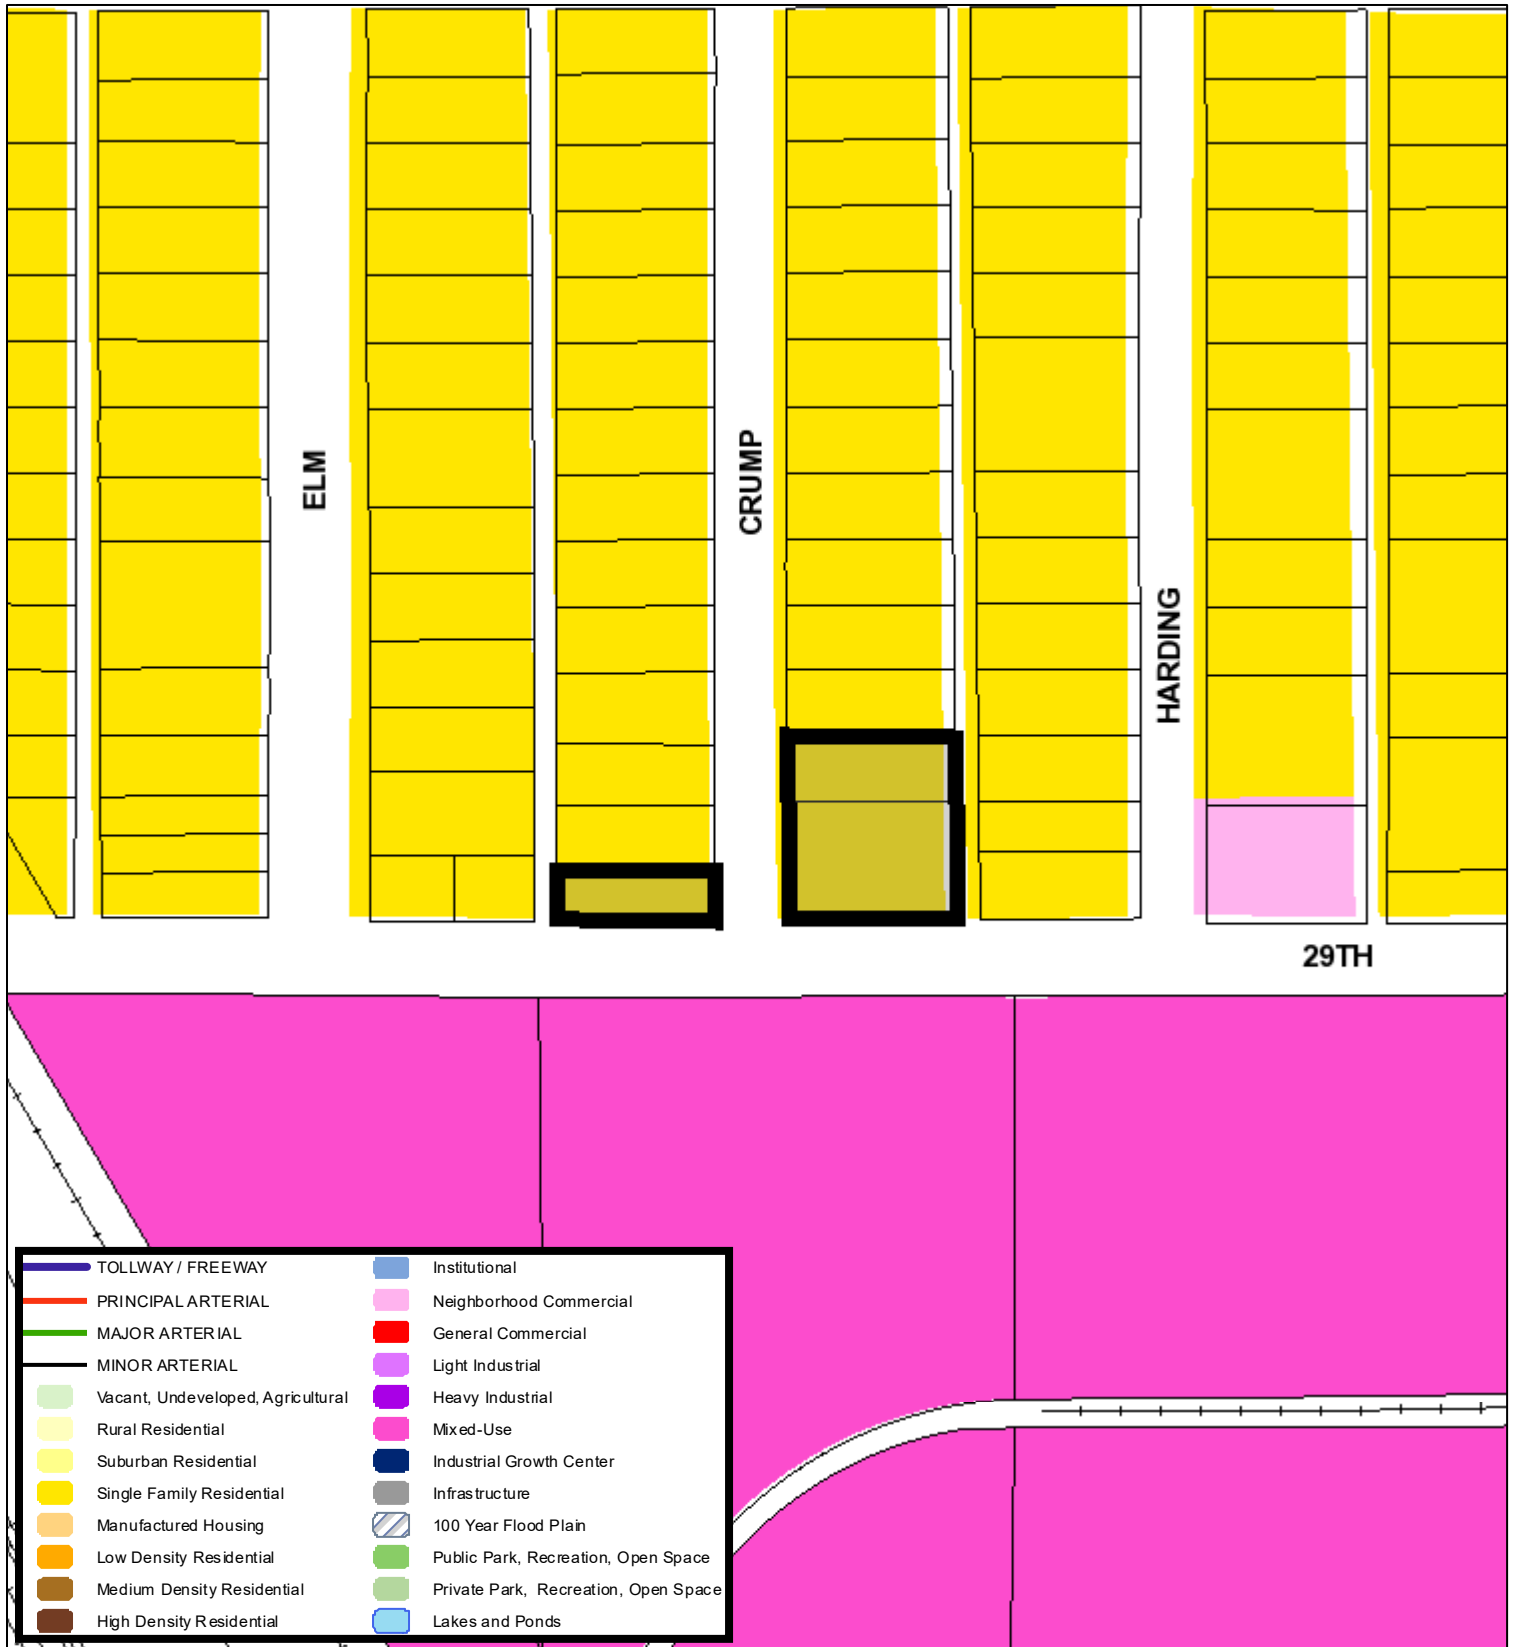 ELM
CRUMP
HARDING
29TH
TOLLWAY / FREEWAY
PRINCIPAL ARTERIAL
MAJOR ARTERIAL
MINOR ARTERIAL
Vacant, Undeveloped, Agricultural
Rural Residential
Suburban Residential
Single Family Residential
Manufactured Housing
Low Density Residential
Medium Density Residential
High Density Residential
Institutional
Neighborhood Commercial
General Commercial
Light Industrial
Heavy Industrial
Mixed-Use
Industrial Growth Center
Infrastructure
100 Year Flood Plain
Public Park, Recreation, Open Space
Private Park, Recreation, Open Space
Lakes and Ponds